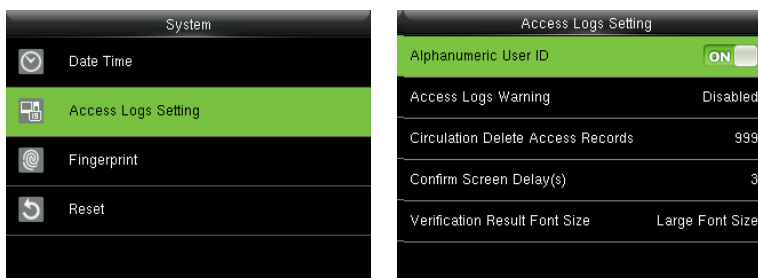 System
Date Time
Access Logs Setting
Fingerprint
Reset
Access Logs Setting
Alphanumeric User ID ON
Access Logs Warning Disabled
Circulation Delete Access Records 999
Confirm Screen Delay(s) 3
Verification Result Font Size Large Font Size